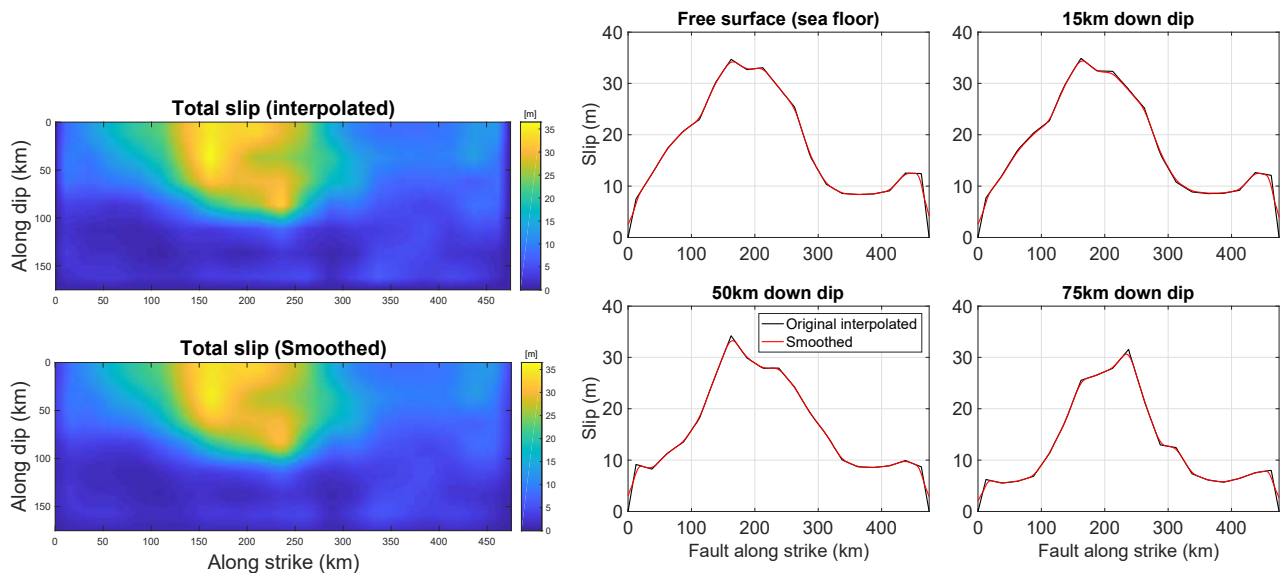 Total slip (interpolated)
[m]
Along dip (km)
0
50
100
150
0 50 100 150 200 250 300 350 400 450
35
30
25
20
15
10
5
0
Total slip (Smoothed)
[m]
Along dip (km)
0
50
100
150
0 50 100 150 200 250 300 350 400 450
35
30
25
20
15
10
5
0
Along strike (km)
Free surface (sea floor)
Slip (m)
40
30
20
10
0
0 100 200 300 400
15km down dip
40
30
20
10
0
0 100 200 300 400
50km down dip
Original interpolated
Smoothed
40
30
20
10
0
0 100 200 300 400
Fault along strike (km)
75km down dip
Slip (m)
40
30
20
10
0
0 100 200 300 400
Fault along strike (km)